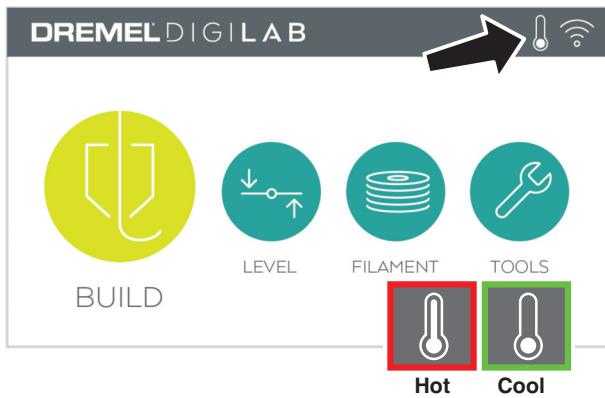 DREMEL DIGILAB
LEVEL
FILAMENT
TOOLS
BUILD
Hot
Cool